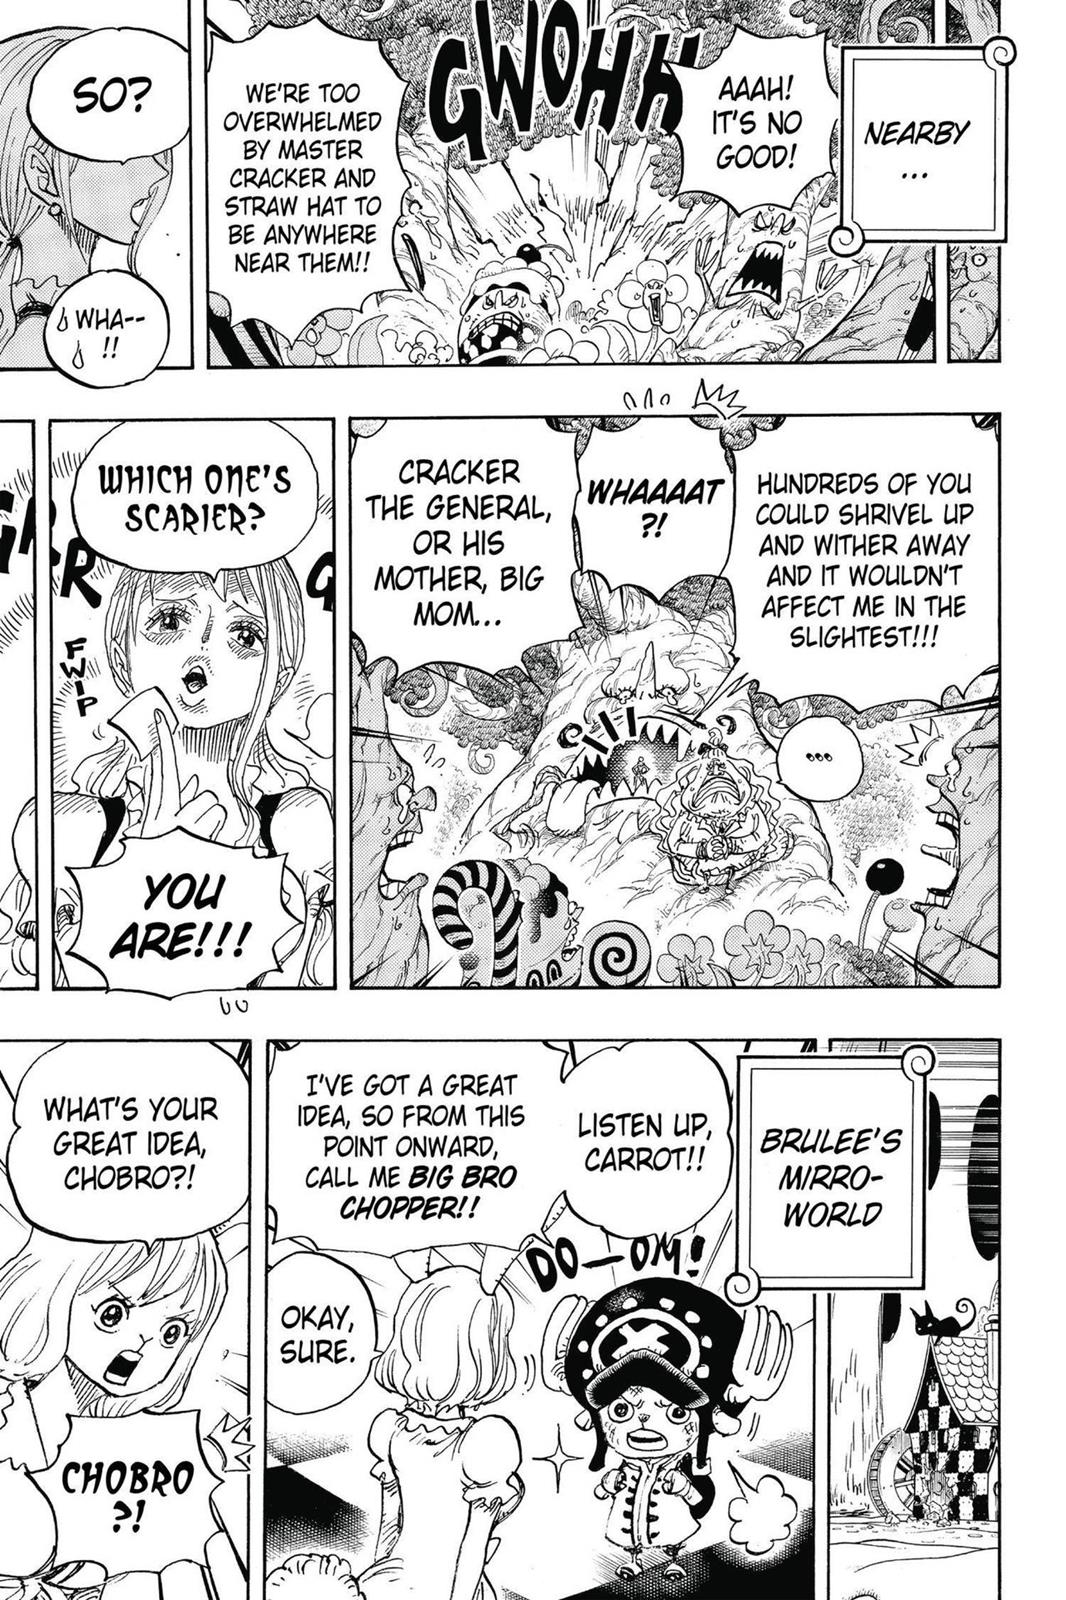 NEARBY
...
AAAH!
IT'S NO
GOOD!
GWOHH
WE'RE TOO
OVERWHELMED
BY MASTER
CRACKER AND
STRAW HAT TO
BE ANYWHERE
NEAR THEM!!
SO?
WHA--
!!
HUNDREDS OF YOU
COULD SHRIVEL UP
AND WITHER AWAY
AND IT WOULDN'T
AFFECT ME IN THE
SLIGHTEST!!!
WHAAAAT
?!
...
CRACKER
THE GENERAL,
OR HIS
MOTHER, BIG
MOM...
WHICH ONE'S
SCARIER?
FWIP
YOU
ARE!!!
BRULEE'S
MIRRO-
WORLD
LISTEN UP,
CARROT!!
I'VE GOT A GREAT
IDEA, SO FROM THIS
POINT ONWARD,
CALL ME BIG BRO
CHOPPER!!
DO—OM!
OKAY,
SURE.
WHAT'S YOUR
GREAT IDEA,
CHOBRO?!
CHOBRO
?!